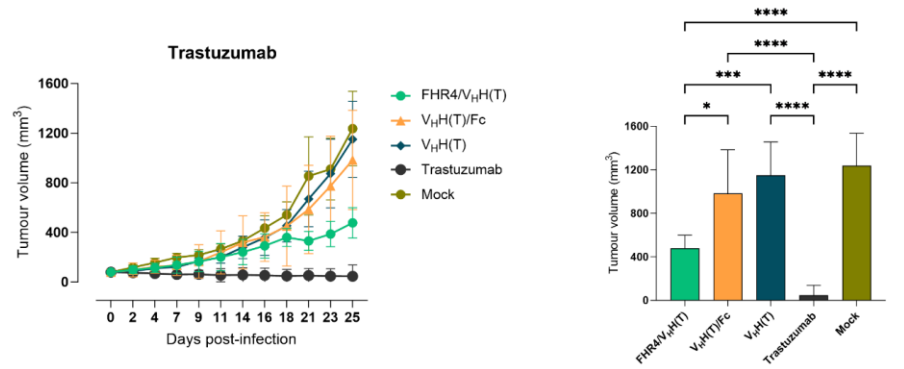 Trastuzumab
Tumour volume (mm³)
1600
1200
800
400
0
0 2 4 7 9 11 14 16 18 21 23 25
Days post-infection
FHR4/VHH(T)
VHH(T)/Fc
VHH(T)
Trastuzumab
Mock
****
****
*** ****
* ****
Tumour volume (mm³)
1600
1200
800
400
0
FHR4/VHH(T)
VHH(T)/Fc
VHH(T)
Trastuzumab
Mock